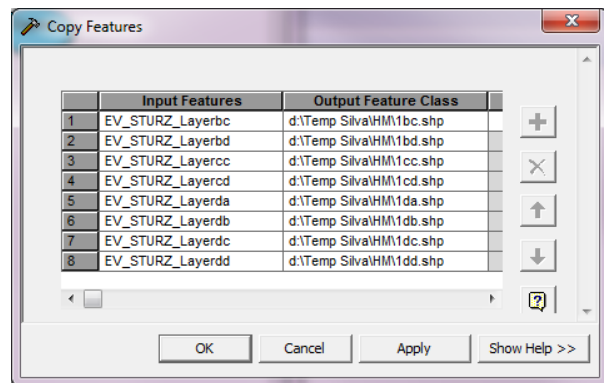 Copy Features
Input Features Output Feature Class
1 EV_STURZ_Layerbc d:\Temp Silva\HM\1bc.shp
2 EV_STURZ_Layerbd d:\Temp Silva\HM\1bd.shp
3 EV_STURZ_Layercc d:\Temp Silva\HM\1cc.shp
4 EV_STURZ_Layercd d:\Temp Silva\HM\1cd.shp
5 EV_STURZ_Layerda d:\Temp Silva\HM\1da.shp
6 EV_STURZ_Layerdb d:\Temp Silva\HM\1db.shp
7 EV_STURZ_Layerdc d:\Temp Silva\HM\1dc.shp
8 EV_STURZ_Layerdd d:\Temp Silva\HM\1dd.shp
OK Cancel Apply Show Help >>